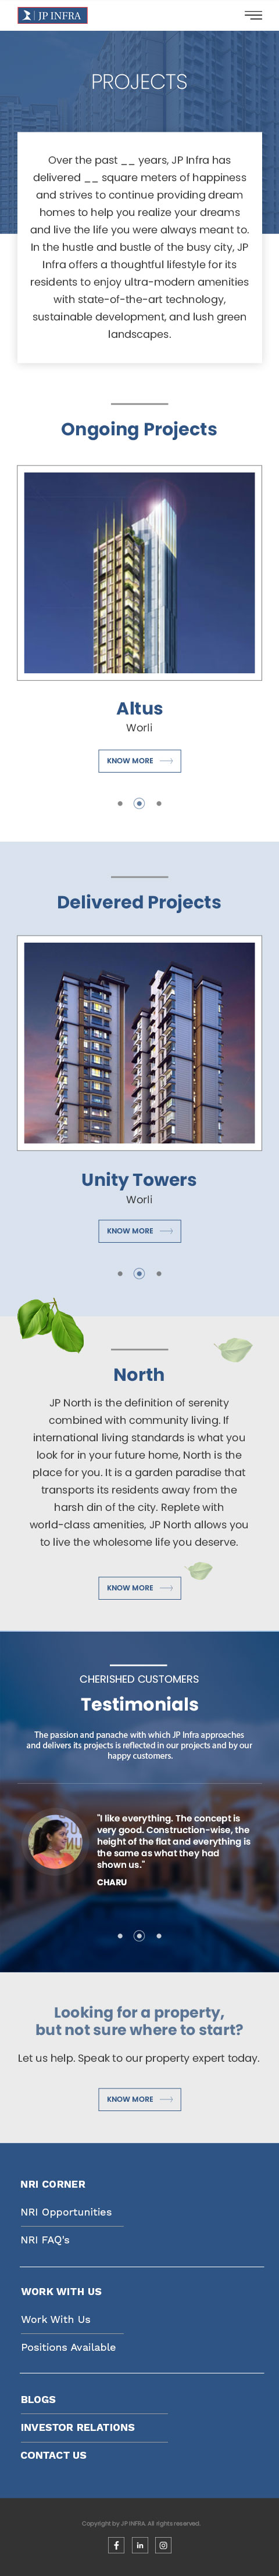 JP INFRA
PROJECTS
Over the past __ years, JP Infra has
delivered __ square meters of happiness
and strives to continue providing dream
homes to help you realize your dreams
and live the life you were always meant to.
In the hustle and bustle of the busy city, JP
Infra offers a thoughtful lifestyle for its
residents to enjoy ultra-modern amenities
with state-of-the-art technology,
sustainable development, and lush green
landscapes.
Ongoing Projects
Altus
Worli
KNOW MORE
Delivered Projects
Unity Towers
Worli
KNOW MORE
North
JP North is the definition of serenity
combined with community living. If
international living standards is what you
look for in your future home, North is the
place for you. It is a garden paradise that
transports its residents away from the
harsh din of the city. Replete with
world-class amenities, JP North allows you
to live the wholesome life you deserve.
KNOW MORE
CHERISHED CUSTOMERS
Testimonials
The passion and panache with which JP Infra approaches
and delivers its projects is reflected in our projects and by our
happy customers.
"I like everything. The concept is
very good. Construction-wise, the
height of the flat and everything is
the same as what they had
shown us."
CHARU
Looking for a property,
but not sure where to start?
Let us help. Speak to our property expert today.
KNOW MORE
NRI CORNER
NRI Opportunities
NRI FAQ's
WORK WITH US
Work With Us
Positions Available
BLOGS
INVESTOR RELATIONS
CONTACT US
Copyright by JP INFRA. All rights reserved.